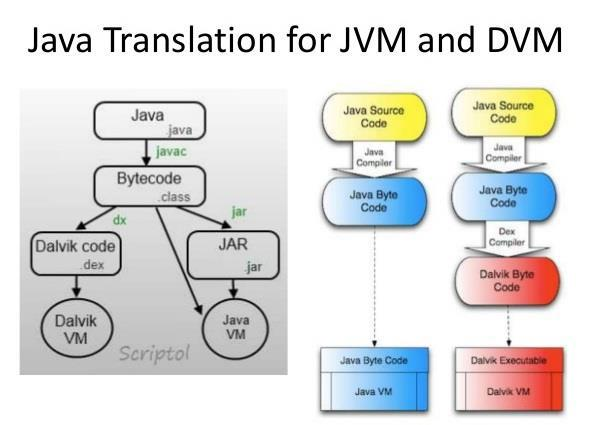 Java Translation for JVM and DVM
Java
.java
javac
Bytecode
.class
dx
jar
Dalvik code
.dex
JAR
.jar
Dalvik
VM
Java
VM
Scriptol
Java Source
Code
Java
Compiler
Java Byte
Code
Java Byte Code
Java VM
Java Source
Code
Java
Compiler
Java Byte
Code
Dex
Compiler
Dalvik Byte
Code
Dalvik Executable
Dalvik VM